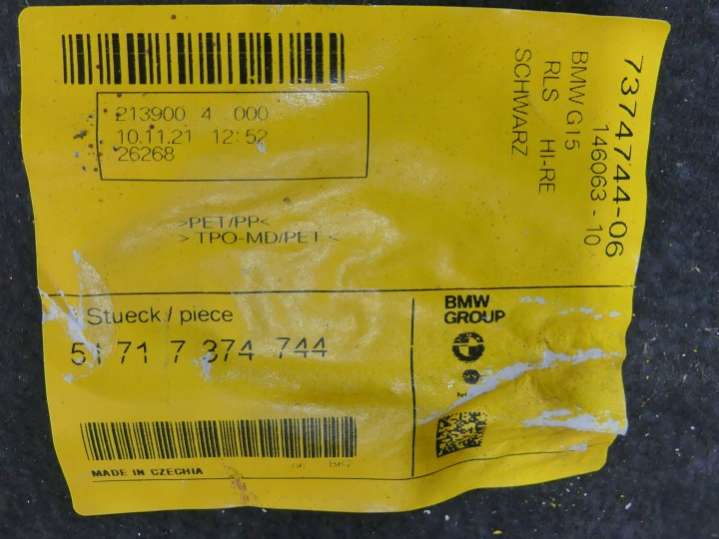 213900 4 000
10.11.21 12:52
26268
>PET/PP<
>TPO-MD/PET<
7374744-06
146063-10
BMW G15
RLS HI-RE
SCHWARZ
Stueck / piece
51 71 7 374 744
BMW
GROUP
MADE IN CZECHIA